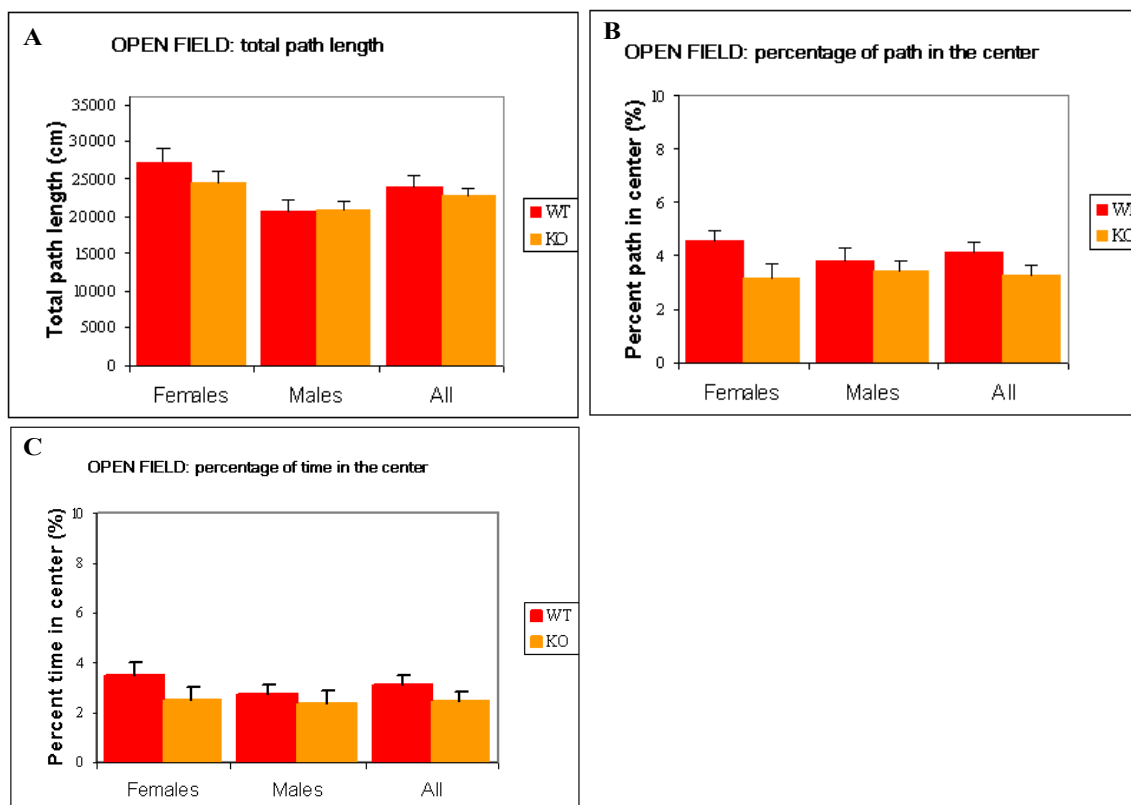 A
OPEN FIELD: total path length
Total path length (cm)
35000
30000
25000
20000
15000
10000
5000
0
Females Males All
WT
KO
B
OPEN FIELD: percentage of path in the center
Percent path in center (%)
10
8
6
4
2
0
Females Males All
WT
KO
C
OPEN FIELD: percentage of time in the center
Percent time in center (%)
10
8
6
4
2
0
Females Males All
WT
KO